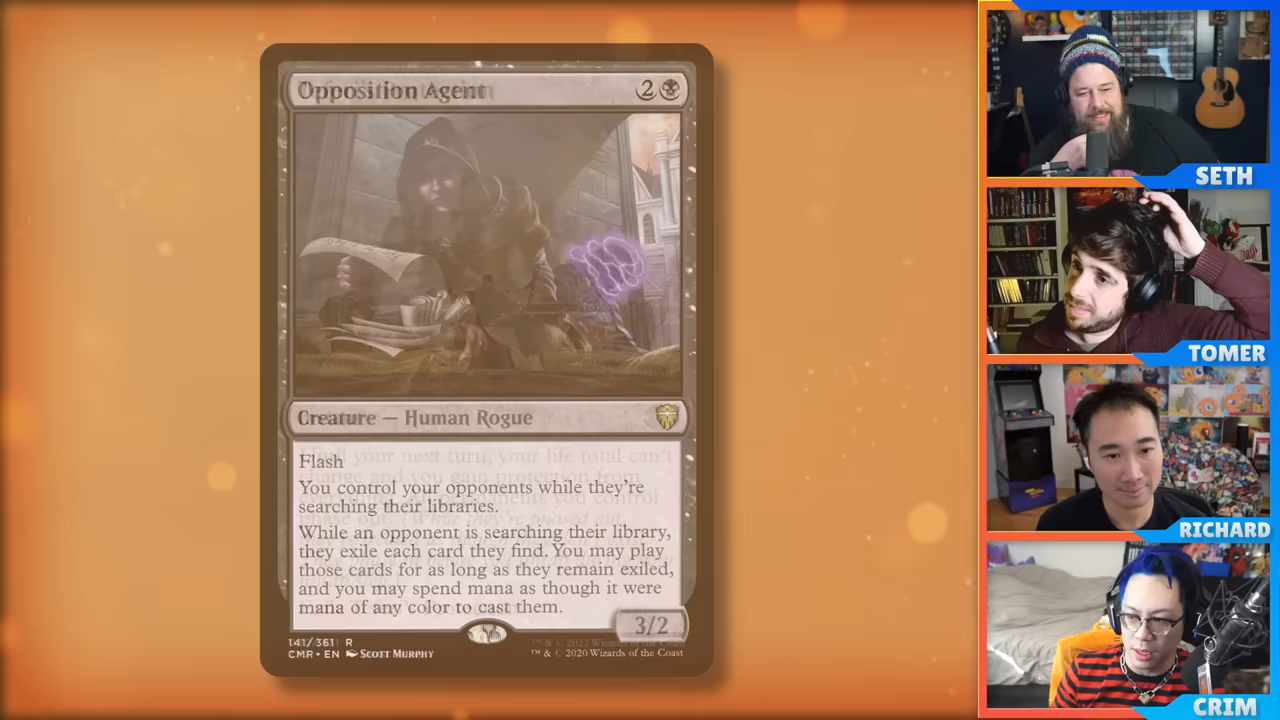 Opposition Agent
2
Creature — Human Rogue
Flash
You control your opponents while they're
searching their libraries.
While an opponent is searching their library,
they exile each card they find. You may play
those cards for as long as they remain exiled,
and you may spend mana as though it were
mana of any color to cast them.
3/2
141/361 R
CMR • EN Scott Murphy
™ & © 2020 Wizards of the Coast
SETH
TOMER
RICHARD
CRIM